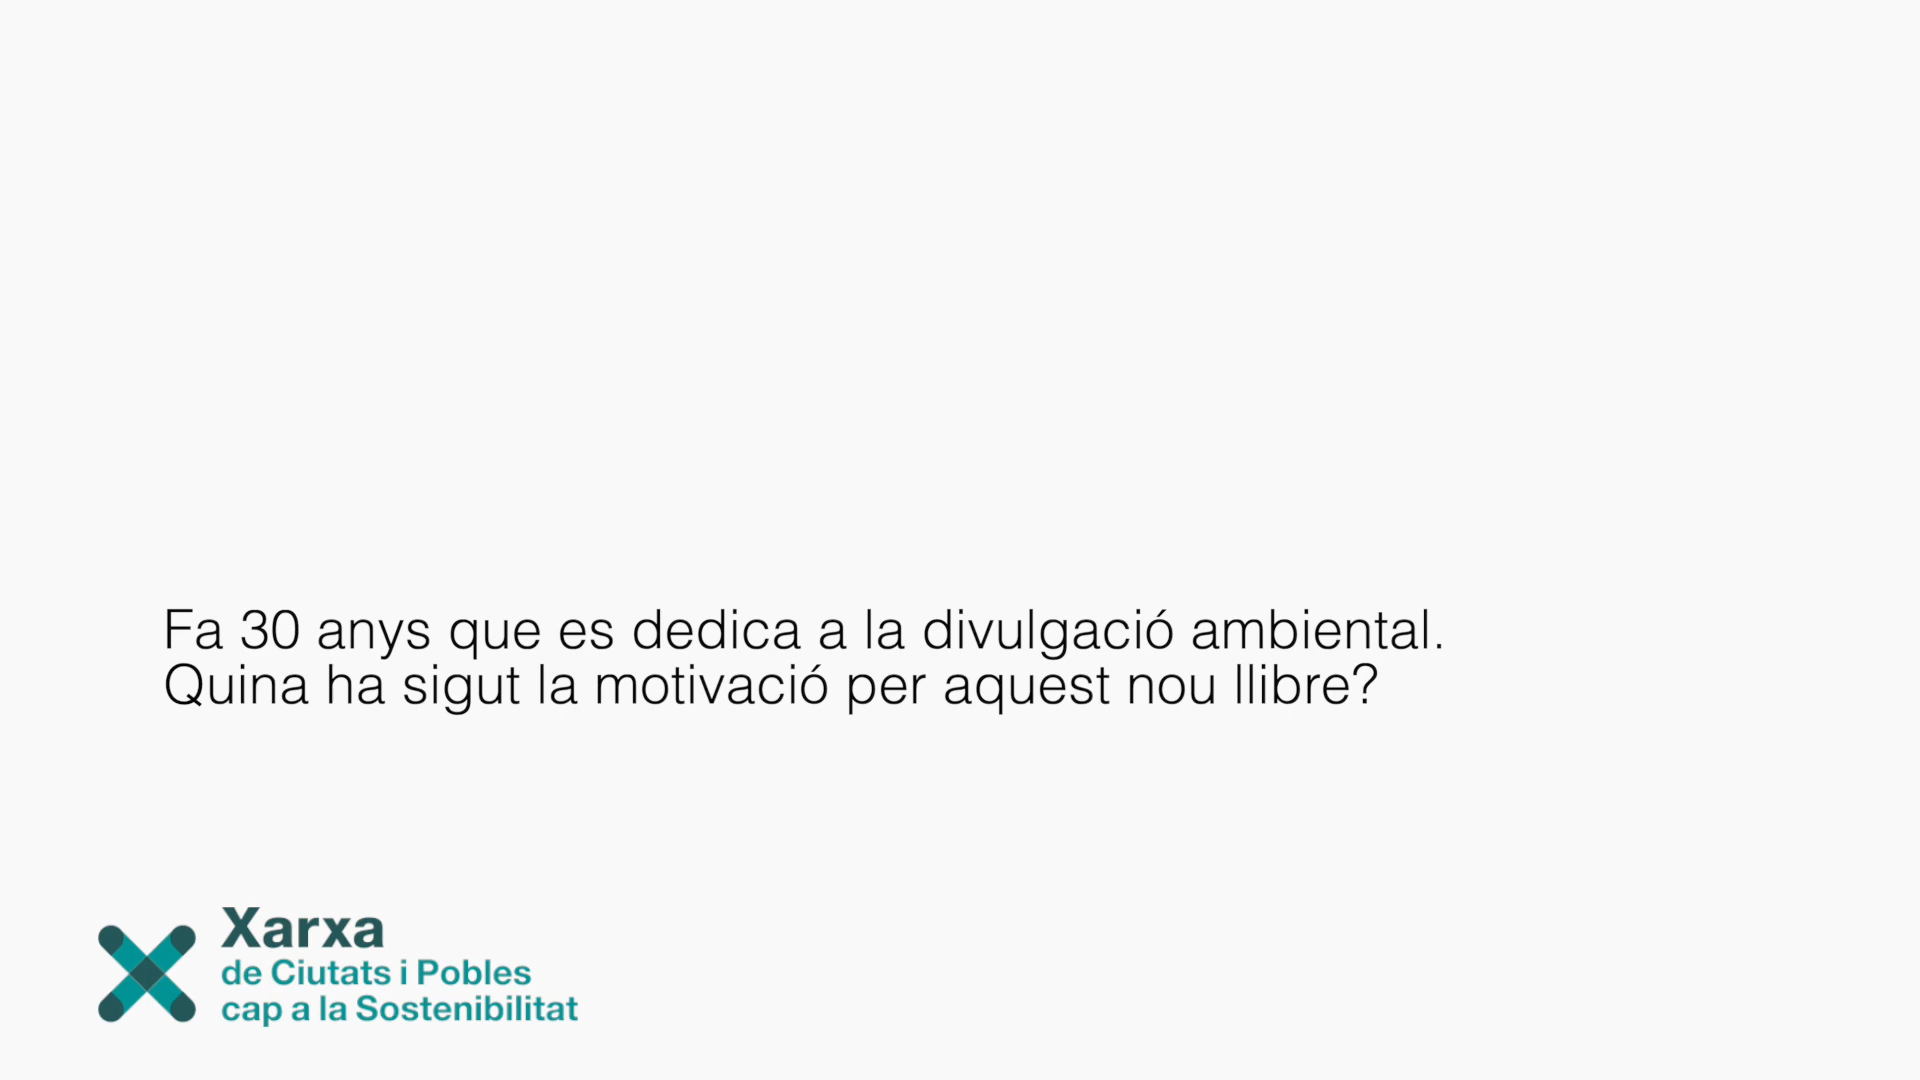 Fa 30 anys que es dedica a la divulgació ambiental.
Quina ha sigut la motivació per aquest nou llibre?
Xarxa
de Ciutats i Pobles
cap a la Sostenibilitat